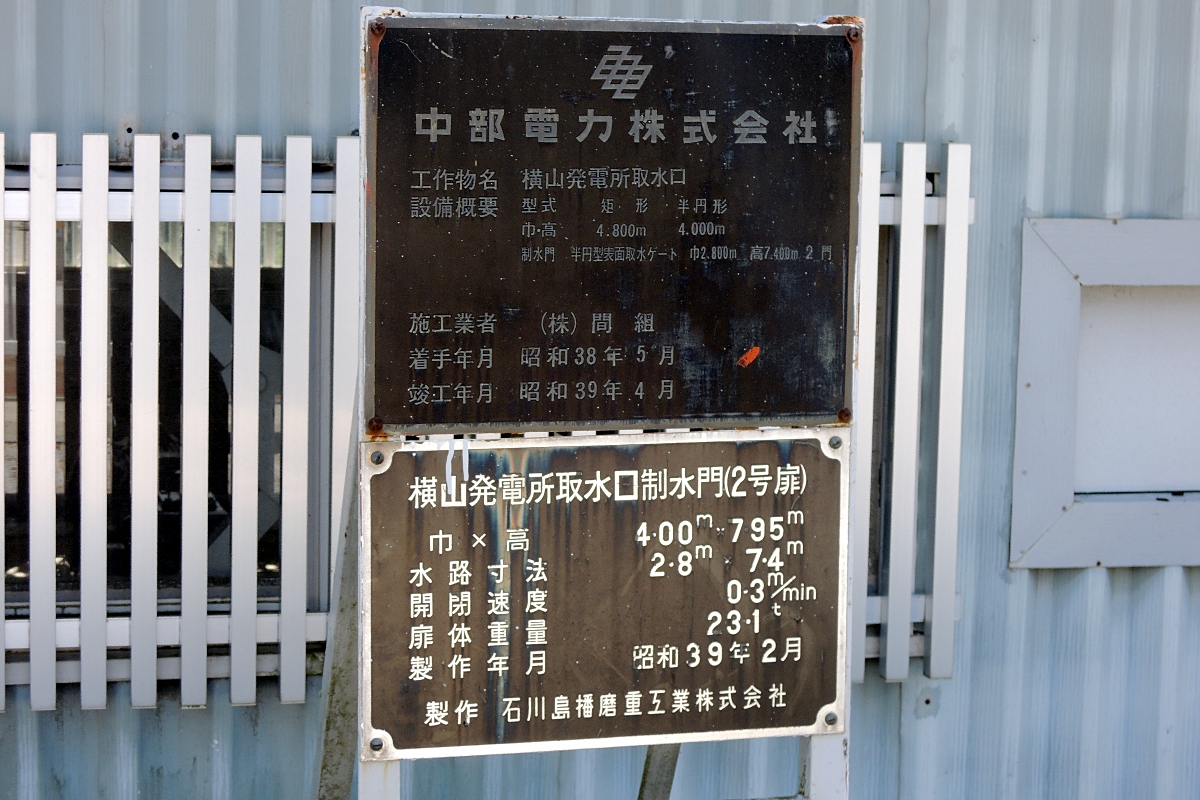 中部電力株式会社
工作物名 横山発電所取水口
設備概要 型式 矩形 半円形
巾・高 4.800m 4.000m
制水門 半円型表面取水ゲート 巾2.800m 高7.400m 2門
施工業者 (株)間組
着手年月 昭和38年5月
竣工年月 昭和39年4月
横山発電所取水口制水門(2号扉)
巾×高 4.00m×7.95m
水路寸法 2.8m 7.4m
開閉速度 0.3m/min
扉体重量 23.1t
製作年月 昭和39年2月
製作 石川島播磨重工業株式会社